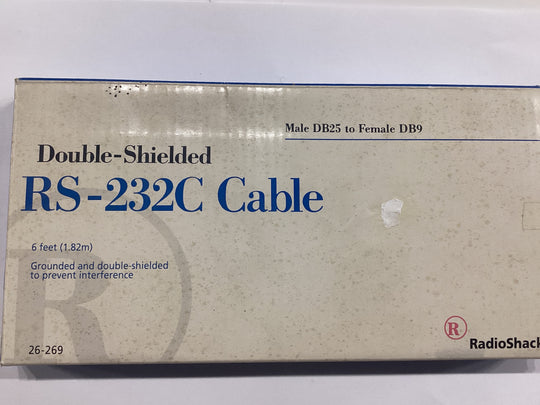 Male DB25 to Female DB9
Double-Shielded
RS-232C Cable
6 feet (1.82m)
Grounded and double-shielded
to prevent interference
R
R
26-269
RadioShack